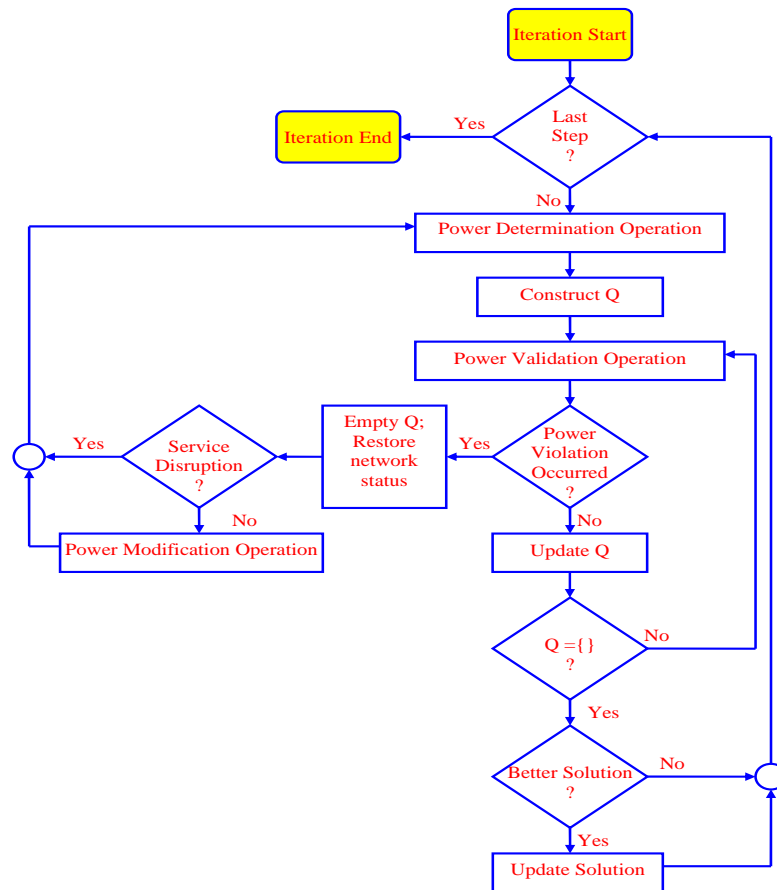 Iteration Start
Last
Step
?
Yes
Iteration End
No
Power Determination Operation
Construct Q
Power Validation Operation
Power
Violation
Occurred
?
Yes
Empty Q;
Restore
network
status
Service
Disruption
?
Yes
No
Power Modification Operation
No
Update Q
Q ={ }
?
No
Yes
Better Solution
?
No
Yes
Update Solution